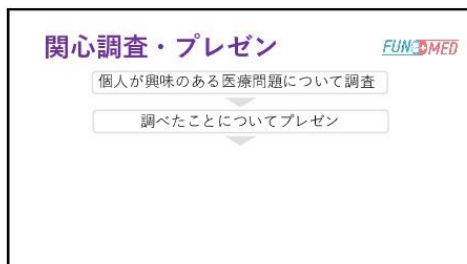 関心調査・プレゼン
FUN MED
個人が興味のある医療問題について調査
調べたことについてプレゼン